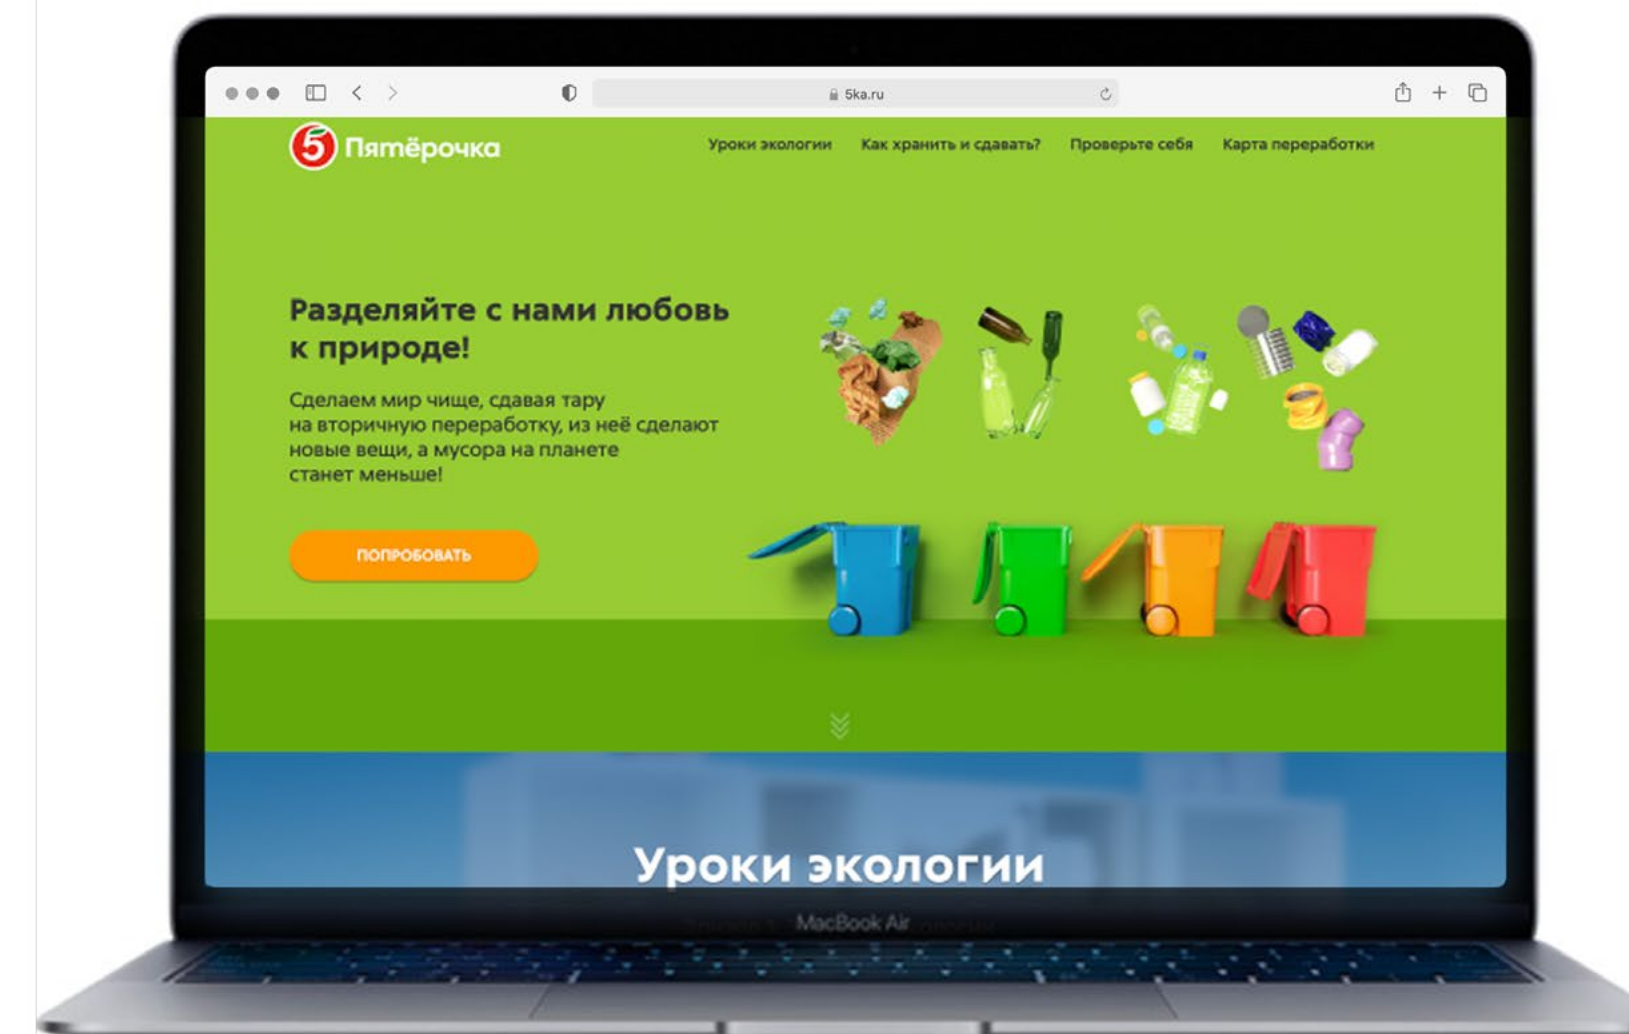 5ka.ru
5 Пятёрочка
Уроки экологии Как хранить и сдавать? Проверьте себя Карта переработки
Разделяйте с нами любовь
к природе!
Сделаем мир чище, сдавая тару
на вторичную переработку, из неё сделают
новые вещи, а мусора на планете
станет меньше!
ПОПРОБОВАТЬ
Уроки экологии
MacBook Air